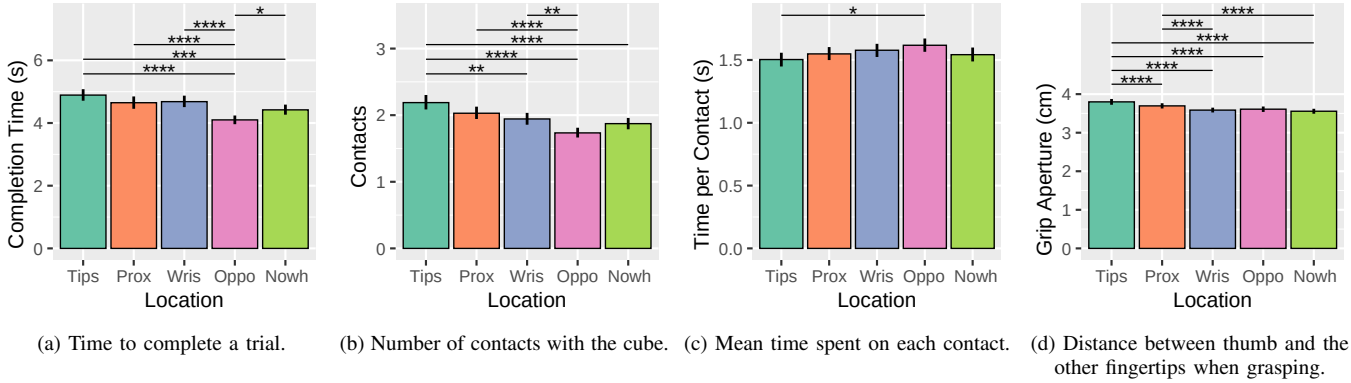 *
****
****
***
****
Completion Time (s)
6
4
2
0
Tips Prox Wris Oppo Nowh
Location
(a) Time to complete a trial.
**
****
****
****
**
Contacts
3
2
1
0
Tips Prox Wris Oppo Nowh
Location
(b) Number of contacts with the cube.
*
Time per Contact (s)
1.5
1.0
0.5
0.0
Tips Prox Wris Oppo Nowh
Location
(c) Mean time spent on each contact.
****
****
****
****
****
****
Grip Aperture (cm)
4
3
2
1
0
Tips Prox Wris Oppo Nowh
Location
(d) Distance between thumb and the
other fingertips when grasping.